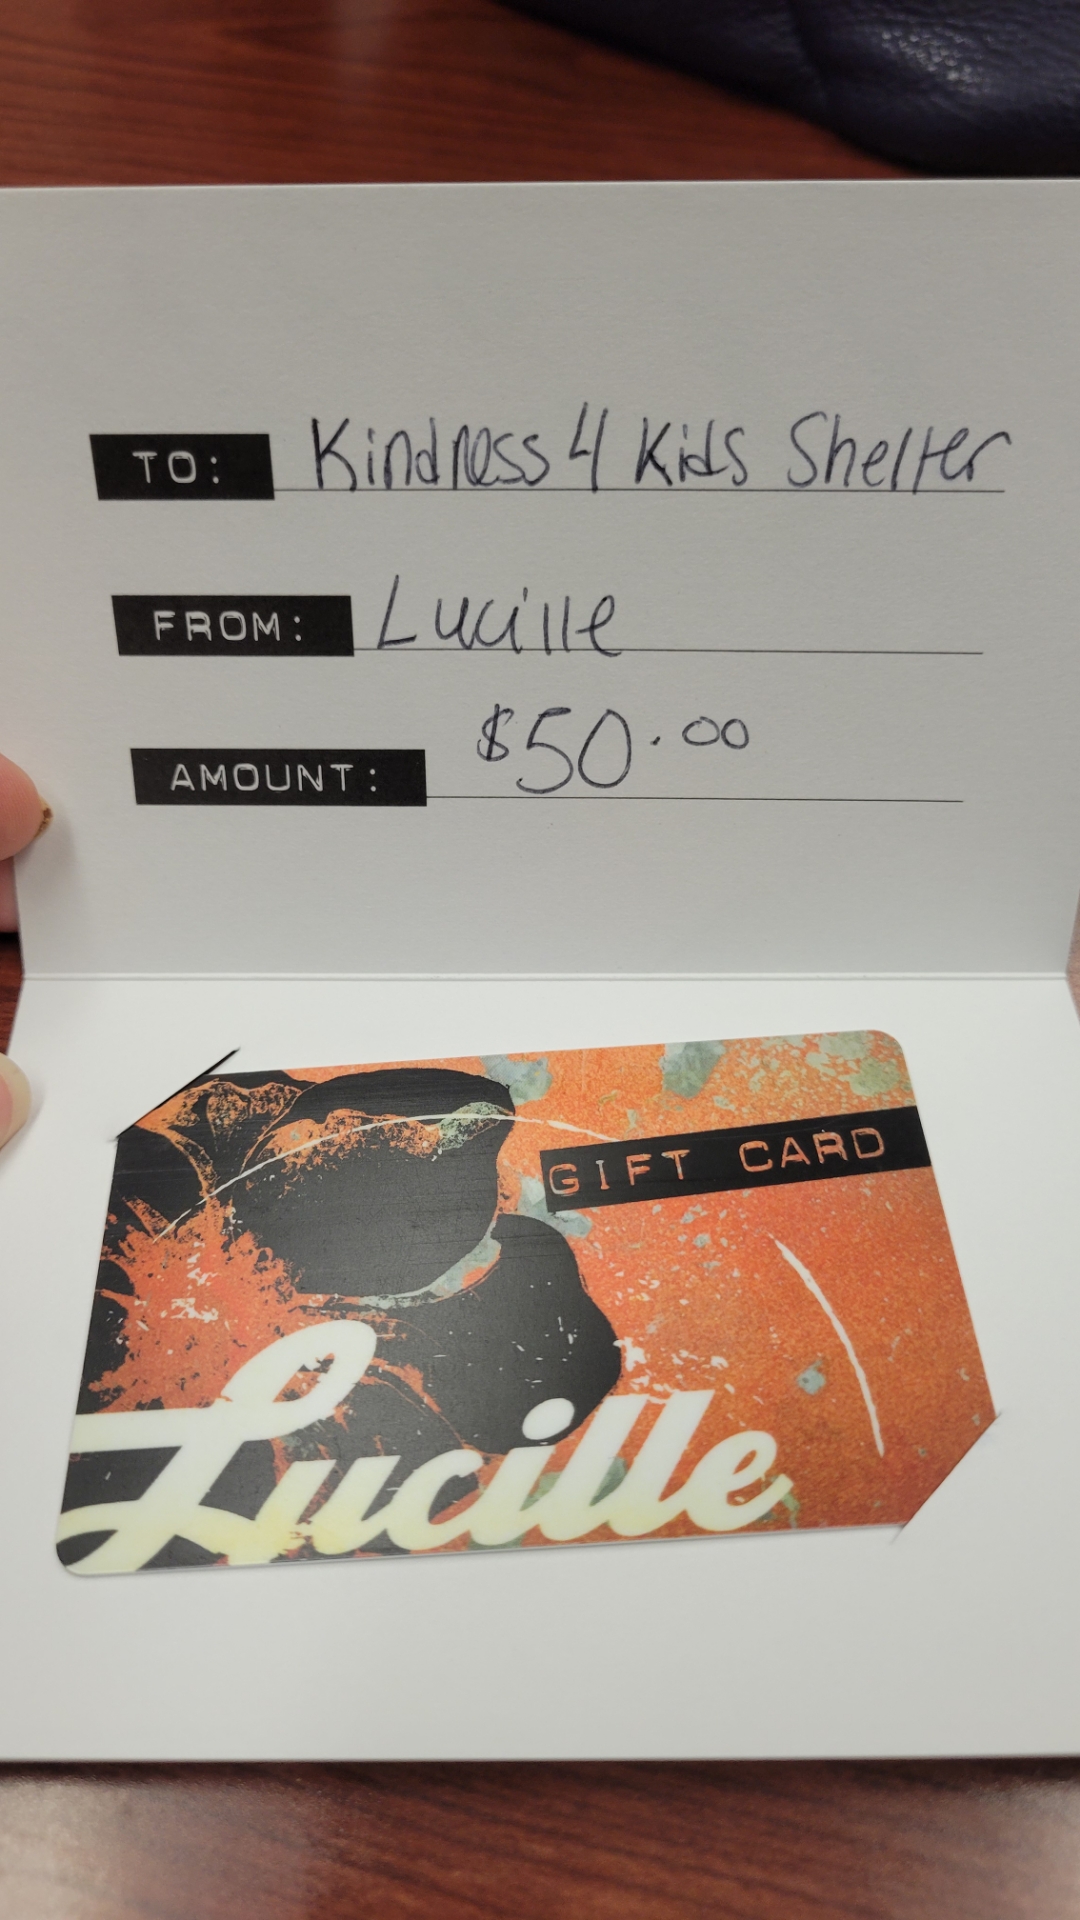 TO: Kindness 4 Kids Shelter
FROM: Lucille
AMOUNT: $50.00
GIFT CARD
Lucille